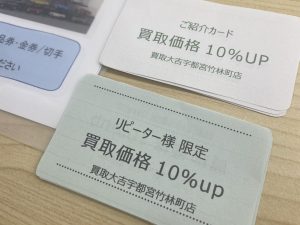 品券・金券/切手
ださい
ご紹介カード
買取価格 10%UP
買取大吉宇都宮竹林町店
リピーター様 限定
買取価格 10%up
買取大吉宇都宮竹林町店